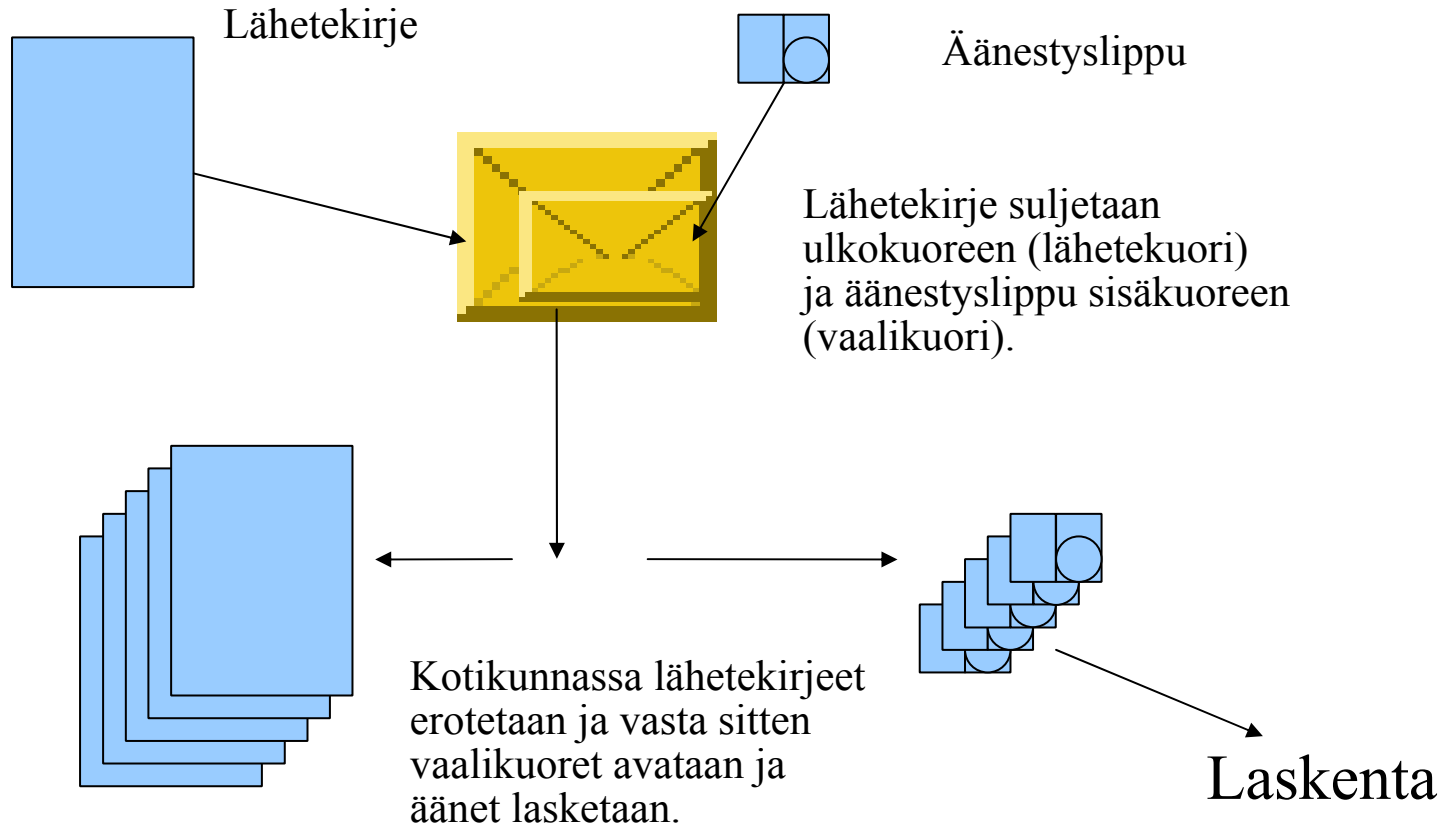 Lähetekirje
Äänestyslippu
Lähetekirje suljetaan
ulkokuoreen (lähetekuori)
ja äänestyslippu sisäkuoreen
(vaalikuori).
Kotikunnassa lähetekirjeet
erotetaan ja vasta sitten
vaalikuoret avataan ja
äänet lasketaan.
Laskenta